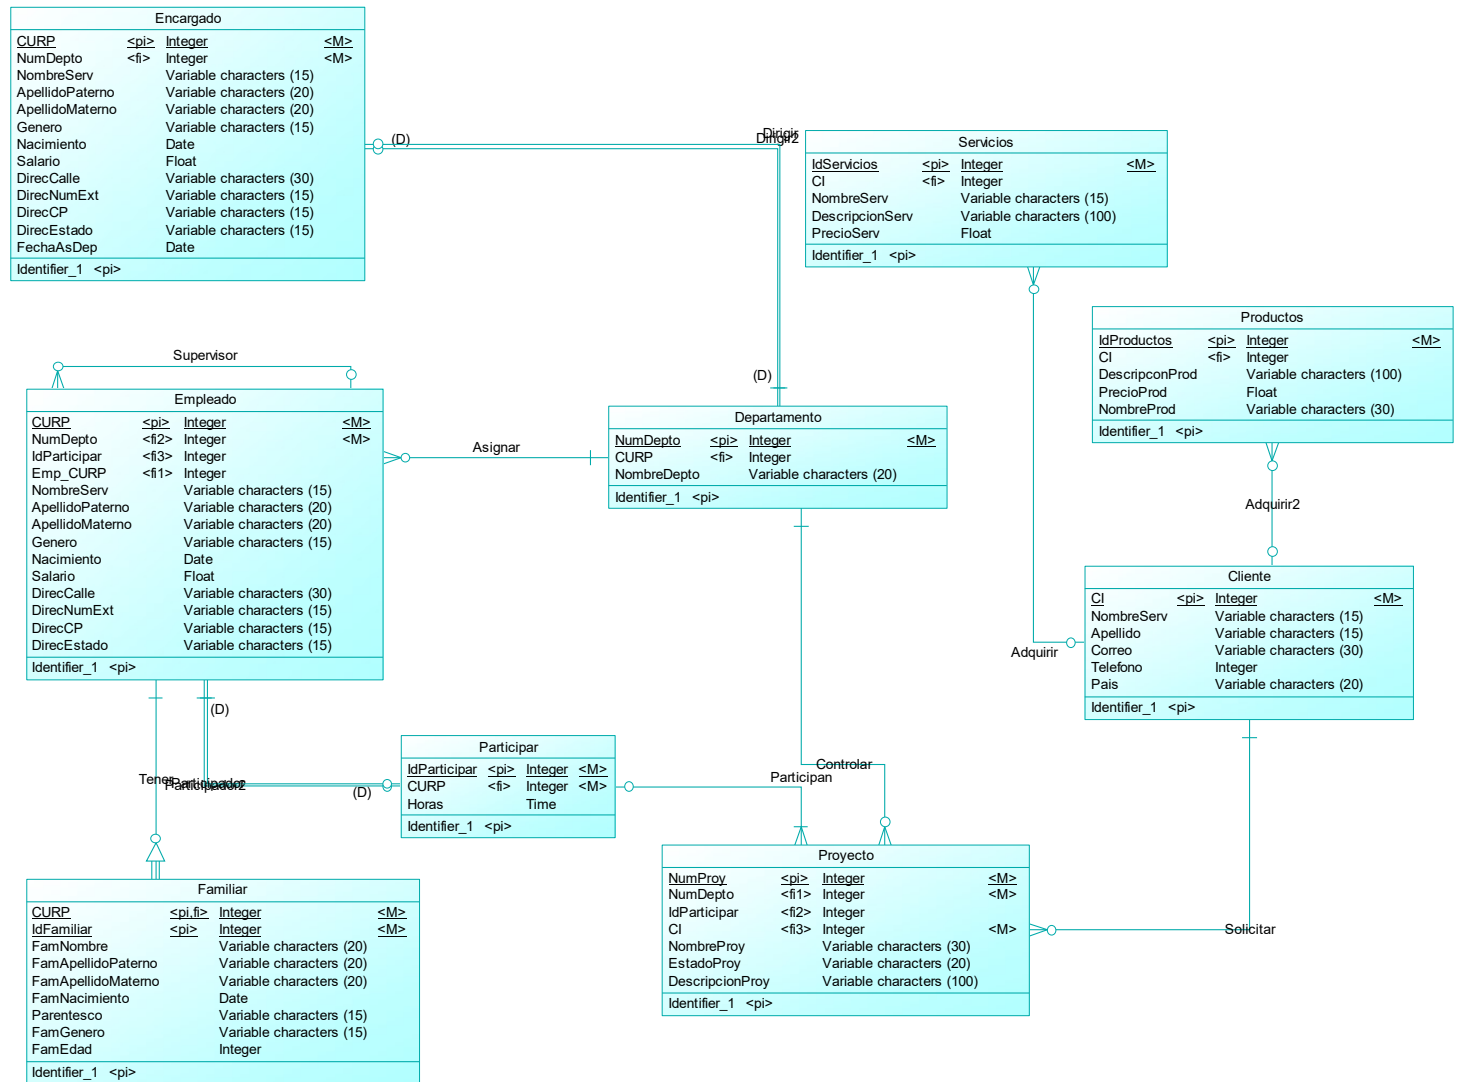 Encargado
CURP <pi> Integer <M>
NumDepto <fi> Integer <M>
NombreServ Variable characters (15)
ApellidoPaterno Variable characters (20)
ApellidoMaterno Variable characters (20)
Genero Variable characters (15)
Nacimiento Date
Salario Float
DirecCalle Variable characters (30)
DirecNumExt Variable characters (15)
DirecCP Variable characters (15)
DirecEstado Variable characters (15)
FechaAsDep Date
Identifier_1 <pi>
(D)
Dirigir
Dirigir2
(D)
Servicios
IdServicios <pi> Integer <M>
CI <fi> Integer
NombreServ Variable characters (15)
DescripcionServ Variable characters (100)
PrecioServ Float
Identifier_1 <pi>
Productos
IdProductos <pi> Integer <M>
CI <fi> Integer
DescripconProd Variable characters (100)
PrecioProd Float
NombreProd Variable characters (30)
Identifier_1 <pi>
Supervisor
Empleado
CURP <pi> Integer <M>
NumDepto <fi2> Integer <M>
IdParticipar <fi3> Integer
Emp_CURP <fi1> Integer
NombreServ Variable characters (15)
ApellidoPaterno Variable characters (20)
ApellidoMaterno Variable characters (20)
Genero Variable characters (15)
Nacimiento Date
Salario Float
DirecCalle Variable characters (30)
DirecNumExt Variable characters (15)
DirecCP Variable characters (15)
DirecEstado Variable characters (15)
Identifier_1 <pi>
Asignar
Departamento
NumDepto <pi> Integer <M>
CURP <fi> Integer
NombreDepto Variable characters (20)
Identifier_1 <pi>
Adquirir2
Cliente
CI <pi> Integer <M>
NombreServ Variable characters (15)
Apellido Variable characters (15)
Correo Variable characters (30)
Telefono Integer
Pais Variable characters (20)
Identifier_1 <pi>
Adquirir
(D)
Tener
Participador2
(D)
Participar
IdParticipar <pi> Integer <M>
CURP <fi> Integer <M>
Horas Time
Identifier_1 <pi>
Controlar
Participan
Proyecto
NumProy <pi> Integer <M>
NumDepto <fi1> Integer <M>
IdParticipar <fi2> Integer
CI <fi3> Integer <M>
NombreProy Variable characters (30)
EstadoProy Variable characters (20)
DescripcionProy Variable characters (100)
Identifier_1 <pi>
Solicitar
Familiar
CURP <pi,fi> Integer <M>
IdFamiliar <pi> Integer <M>
FamNombre Variable characters (20)
FamApellidoPaterno Variable characters (20)
FamApellidoMaterno Variable characters (20)
FamNacimiento Date
Parentesco Variable characters (15)
FamGenero Variable characters (15)
FamEdad Integer
Identifier_1 <pi>